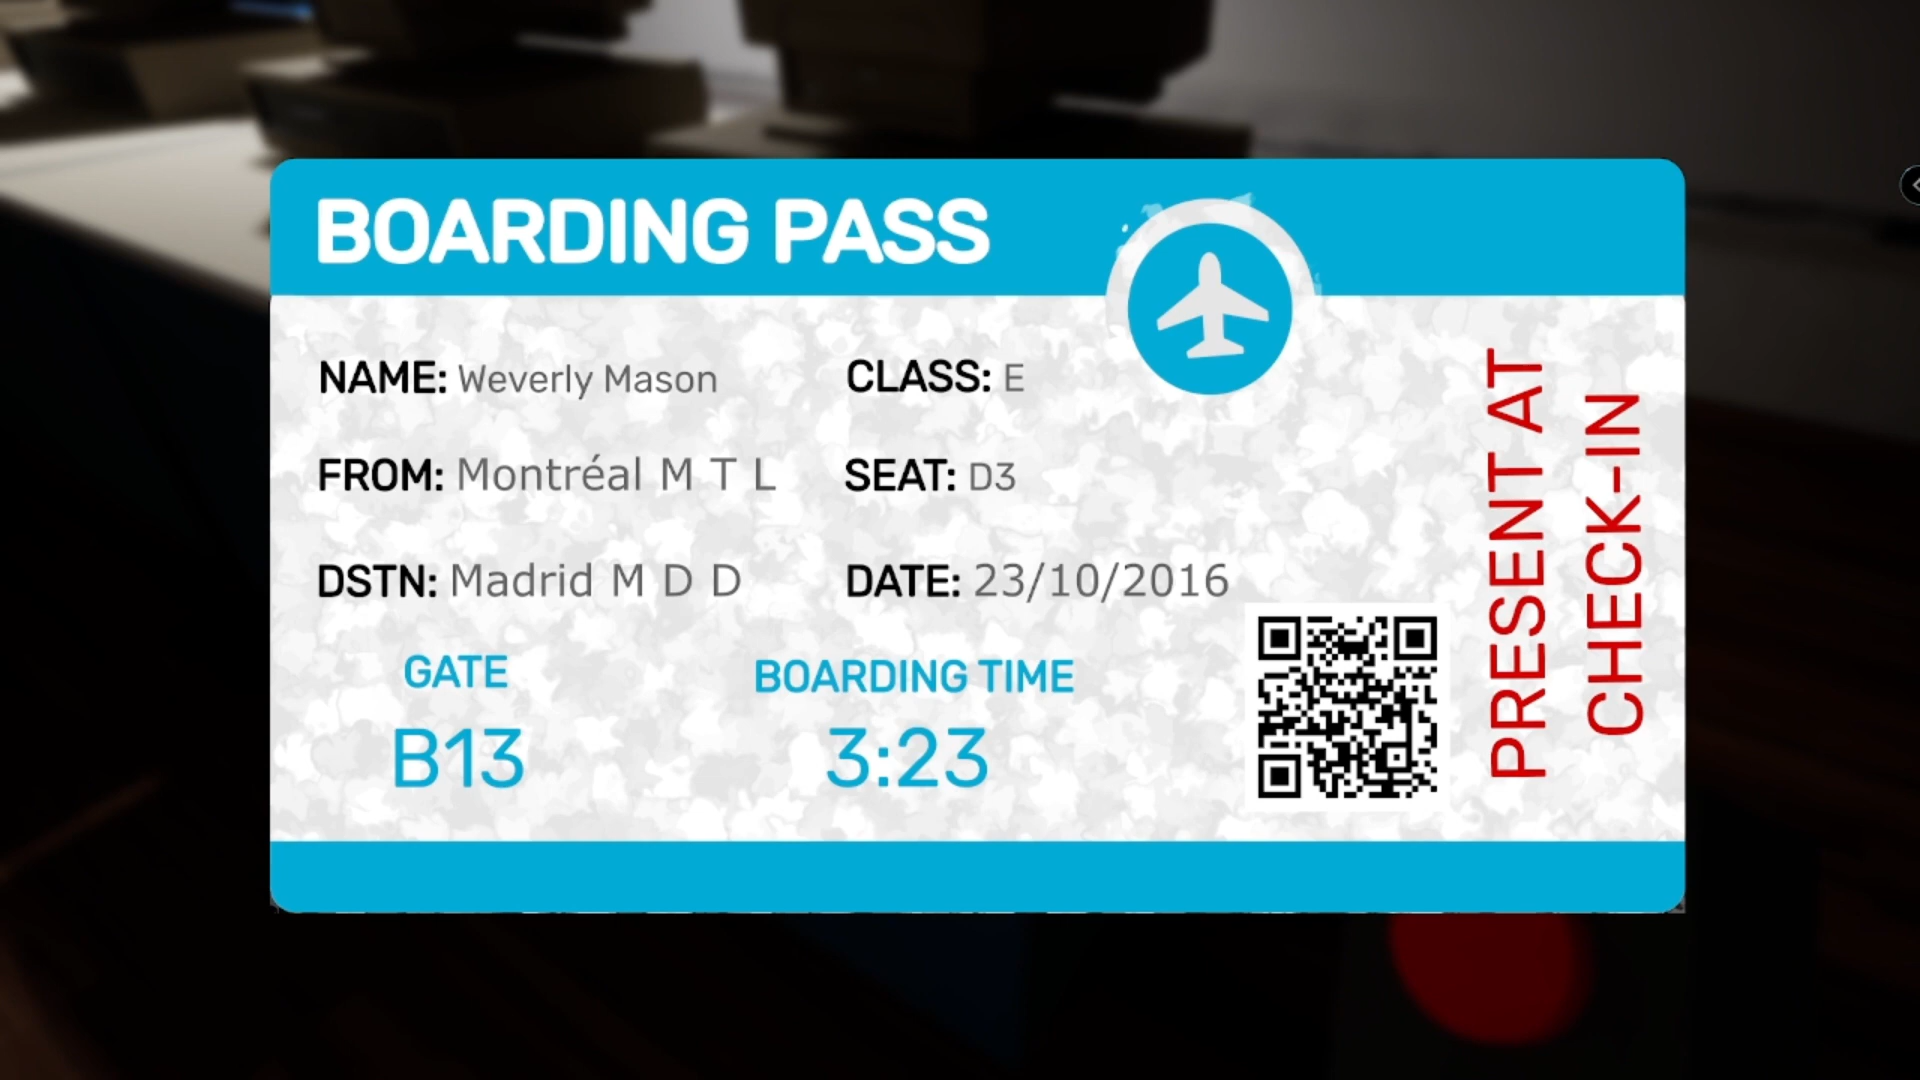 BOARDING PASS
NAME: Weverly Mason
CLASS: E
FROM: Montréal M T L
SEAT: D3
DSTN: Madrid M D D
DATE: 23/10/2016
GATE
B13
BOARDING TIME
3:23
PRESENT AT
CHECK-IN